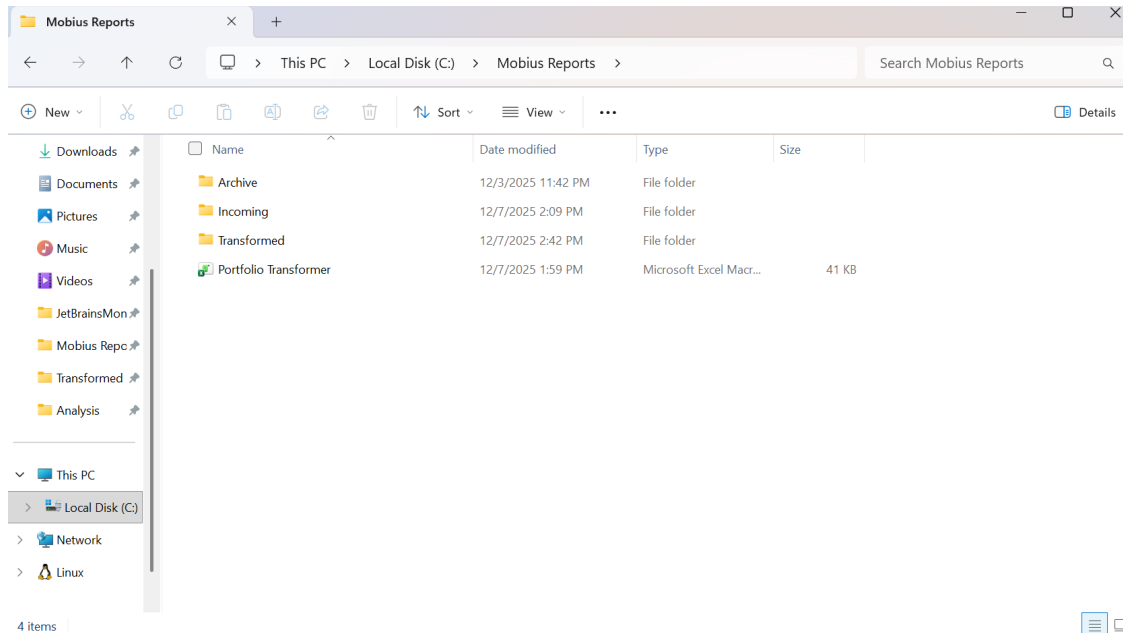 Mobius Reports
This PC > Local Disk (C:) > Mobius Reports >
Search Mobius Reports
New
Sort
View
Details
Downloads
Documents
Pictures
Music
Videos
JetBrainsMon
Mobius Repo
Transformed
Analysis
This PC
Local Disk (C:)
Network
Linux
Name Date modified Type Size
Archive 12/3/2025 11:42 PM File folder
Incoming 12/7/2025 2:09 PM File folder
Transformed 12/7/2025 2:42 PM File folder
Portfolio Transformer 12/7/2025 1:59 PM Microsoft Excel Macr... 41 KB
4 items